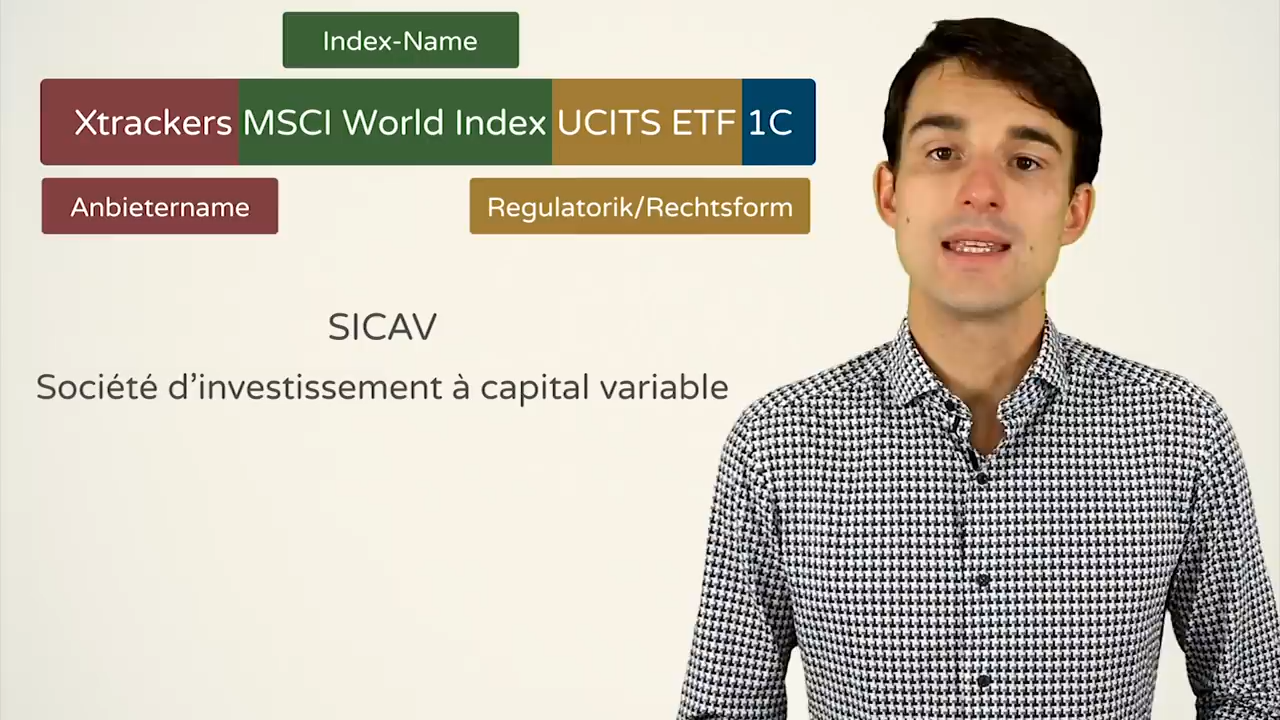 Index-Name
Xtrackers MSCI World Index UCITS ETF 1C
Anbietername
Regulatorik/Rechtsform
SICAV
Société d’investissement à capital variable